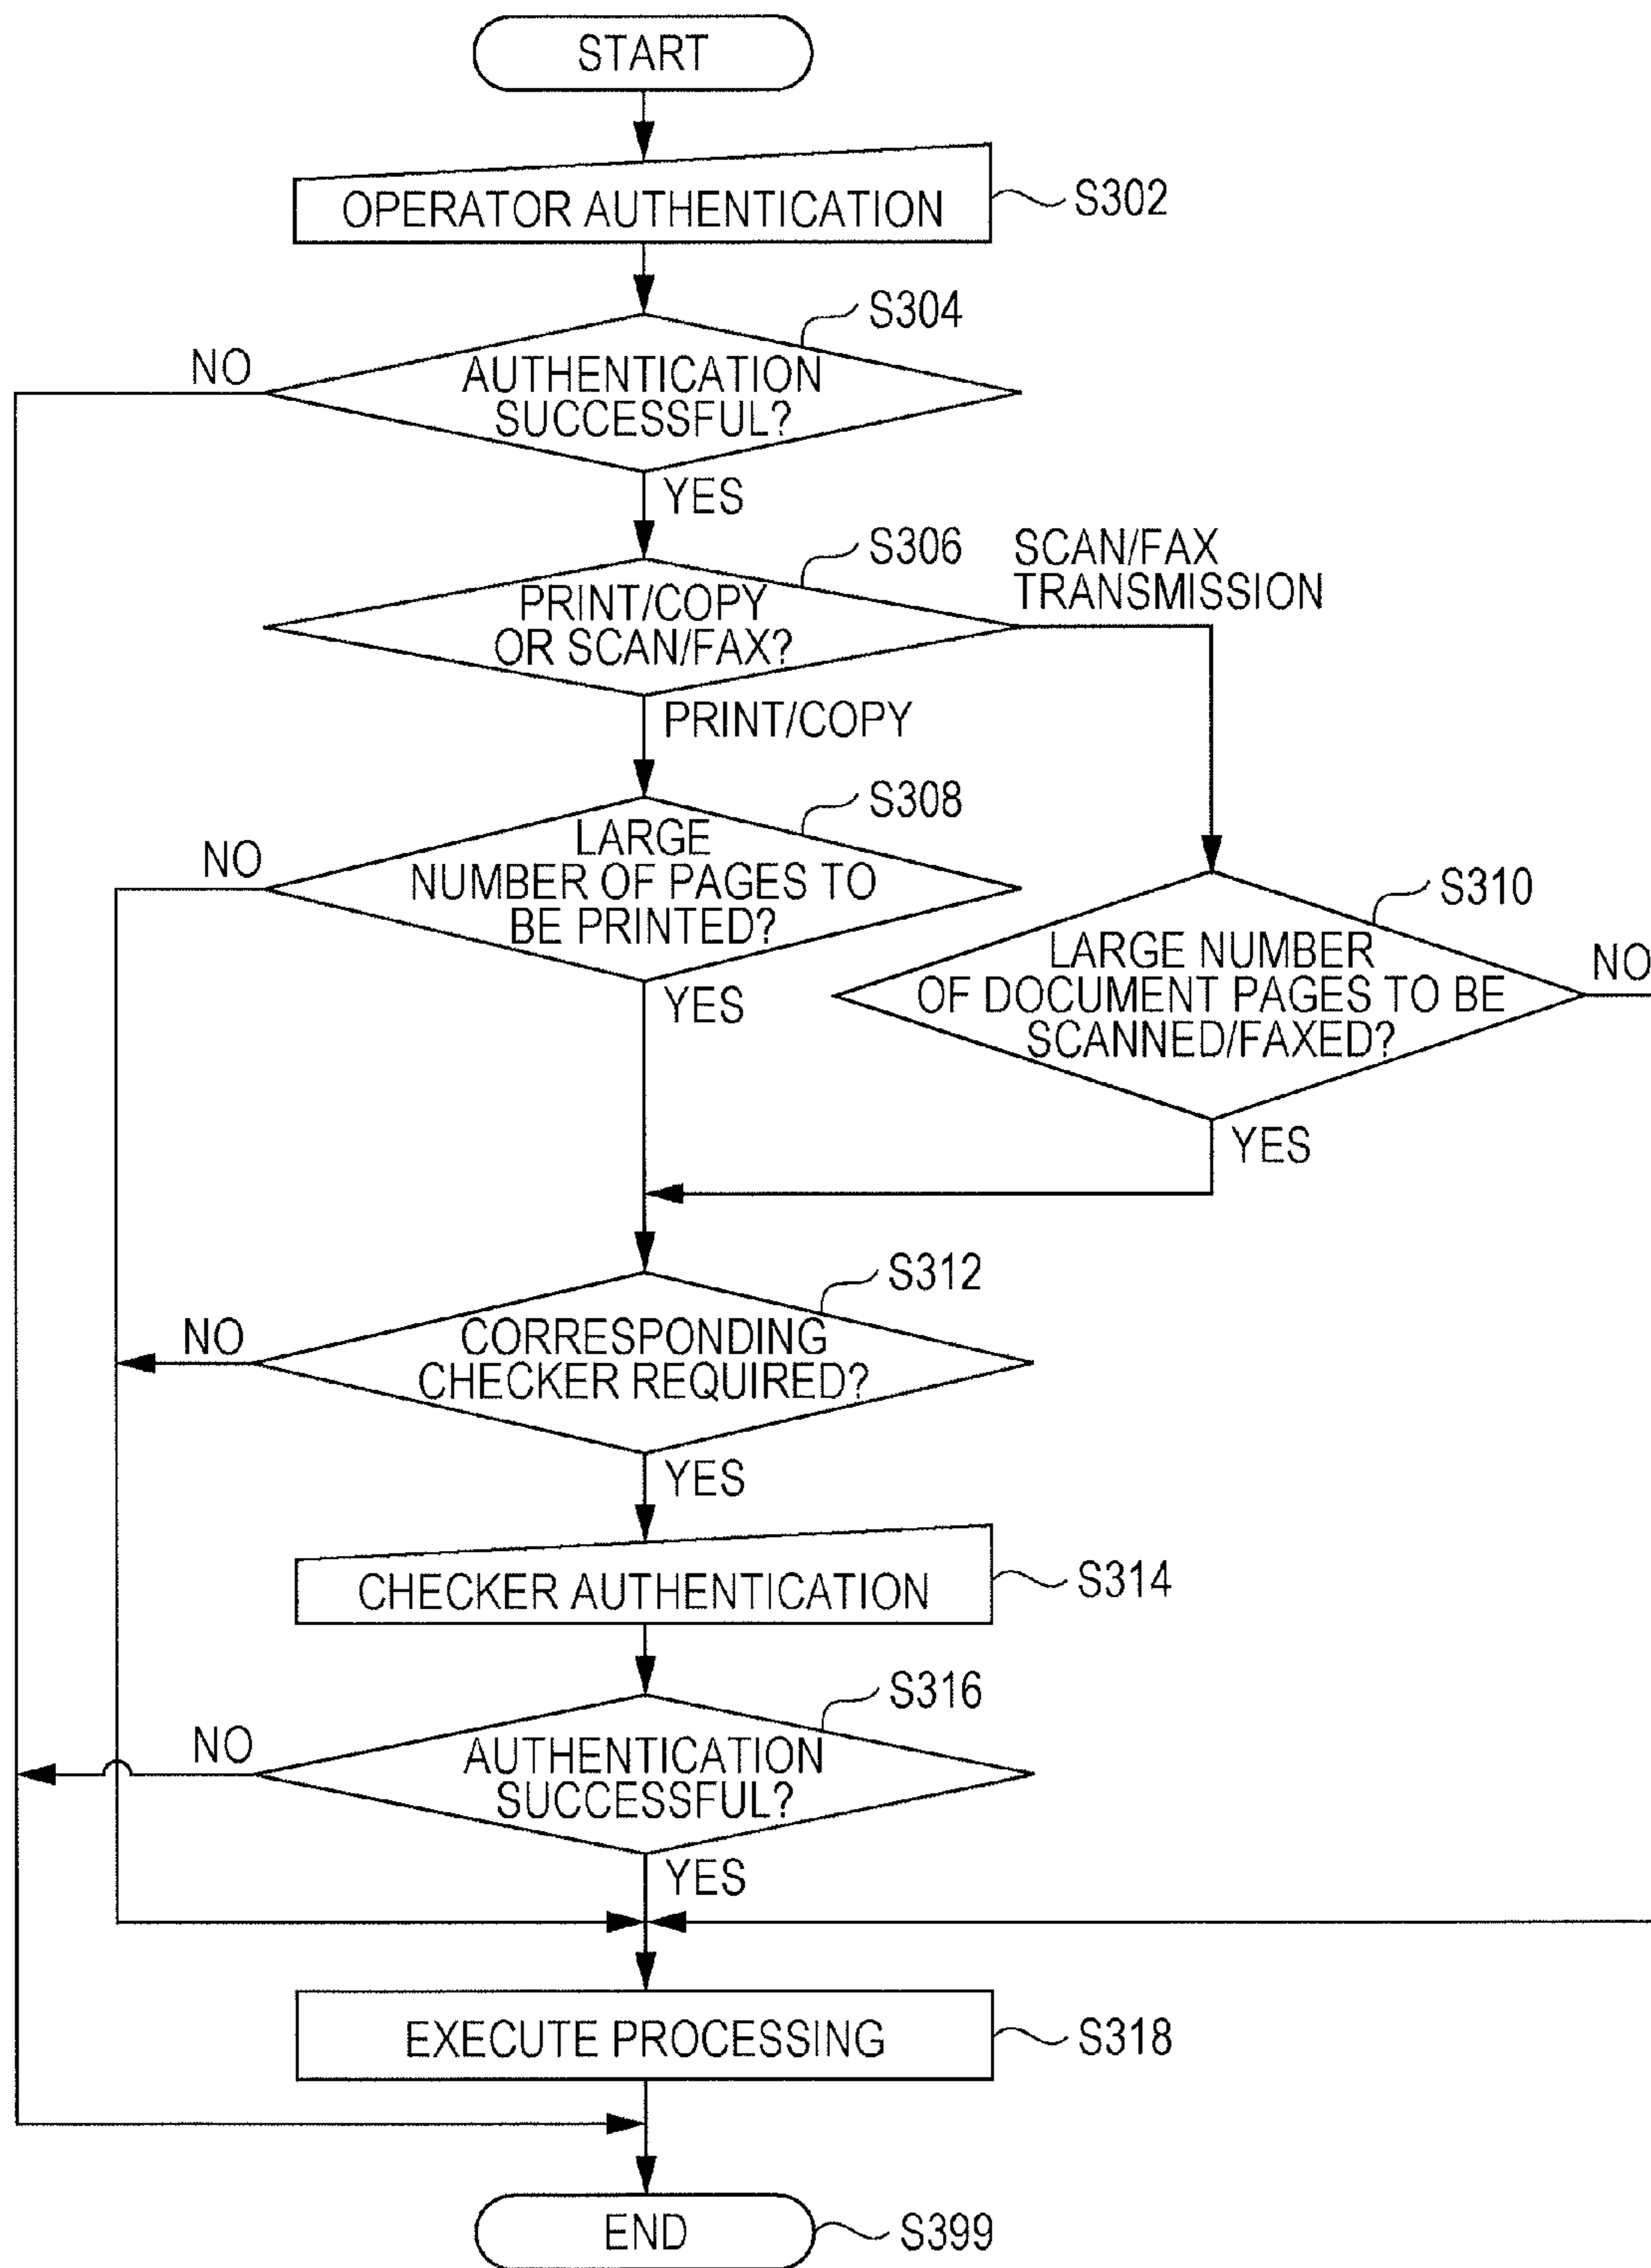 START
OPERATOR AUTHENTICATION
S302
S304
NO
AUTHENTICATION
SUCCESSFUL?
YES
S306
SCAN/FAX
TRANSMISSION
PRINT/COPY
OR SCAN/FAX?
PRINT/COPY
S308
NO
LARGE
NUMBER OF PAGES TO
BE PRINTED?
YES
S310
NO
LARGE NUMBER
OF DOCUMENT PAGES TO BE
SCANNED/FAXED?
YES
S312
NO
CORRESPONDING
CHECKER REQUIRED?
YES
CHECKER AUTHENTICATION
S314
S316
NO
AUTHENTICATION
SUCCESSFUL?
YES
EXECUTE PROCESSING
S318
END
S399